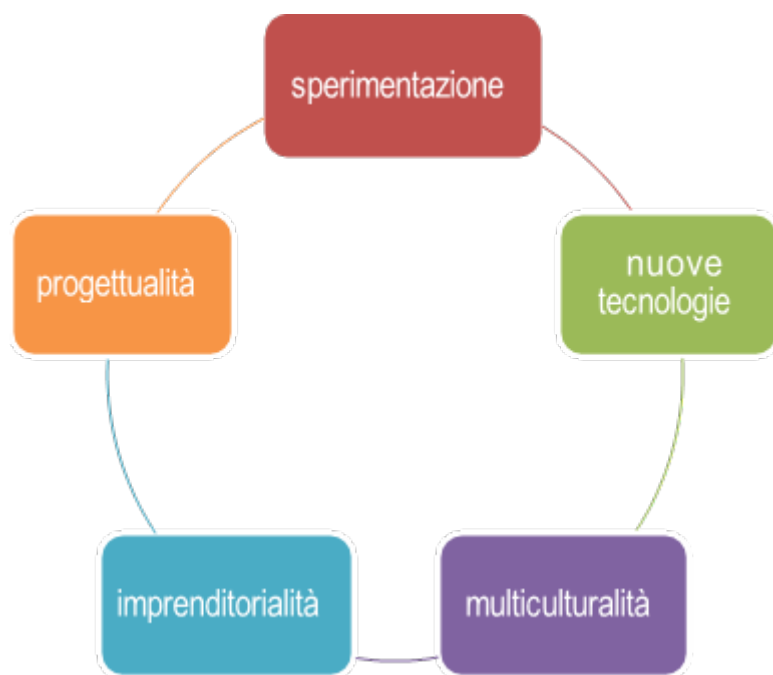 sperimentazione
nuove
tecnologie
multiculturalità
imprenditorialità
progettualità